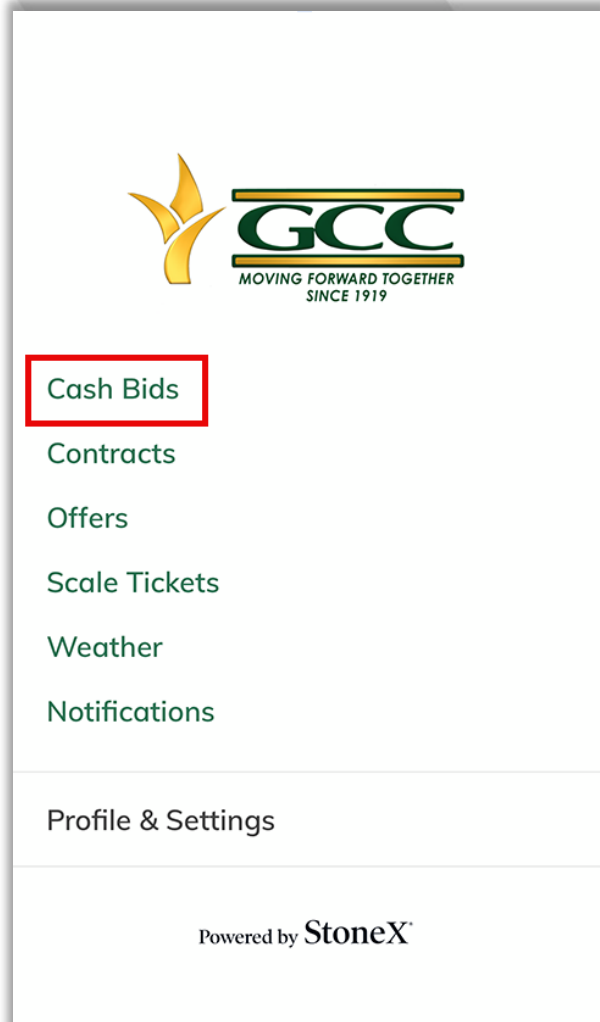 GCC
MOVING FORWARD TOGETHER
SINCE 1919
Cash Bids
Contracts
Offers
Scale Tickets
Weather
Notifications
Profile & Settings
Powered by StoneX